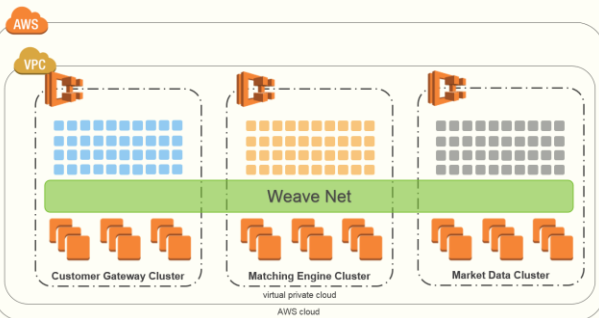 AWS
VPC
Weave Net
Customer Gateway Cluster
Matching Engine Cluster
Market Data Cluster
virtual private cloud
AWS cloud